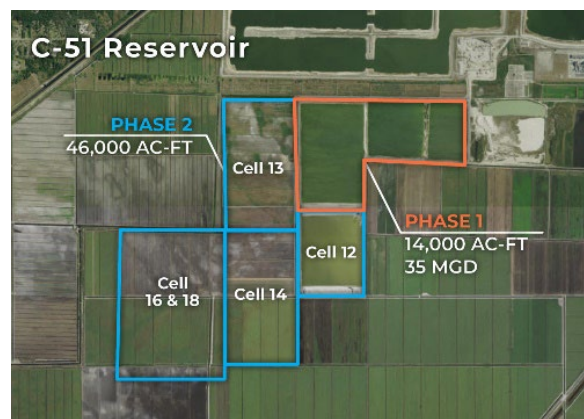 C-51 Reservoir
PHASE 2
46,000 AC-FT
Cell 13
PHASE 1
14,000 AC-FT
35 MGD
Cell 12
Cell
16 & 18
Cell 14